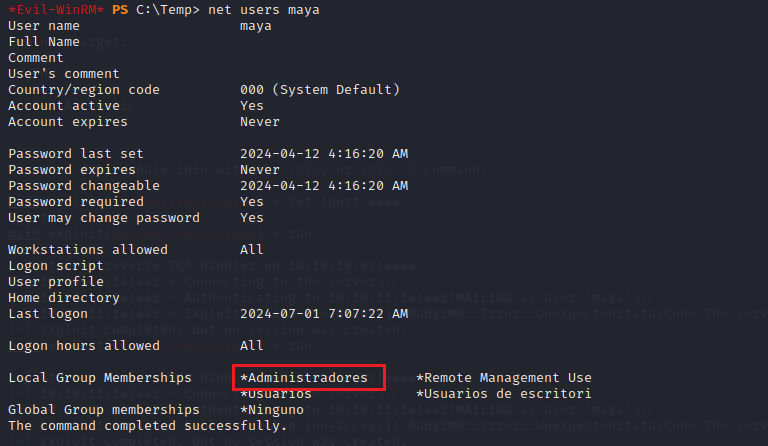 *Evil-WinRM* PS C:\Temp> net users maya
User name                    maya
Full Name
Comment
User's comment
Country/region code          000 (System Default)
Account active               Yes
Account expires              Never
Password last set            2024-04-12 4:16:20 AM
Password expires             Never
Password changeable          2024-04-12 4:16:20 AM
Password required            Yes
User may change password     Yes
Workstations allowed         All
Logon script
User profile
Home directory
Last logon                   2024-07-01 7:07:22 AM
Logon hours allowed          All
Local Group Memberships      *Administradores      *Remote Management Use
                             *Usuarios             *Usuarios de escritori
Global Group memberships     *Ninguno
The command completed successfully.